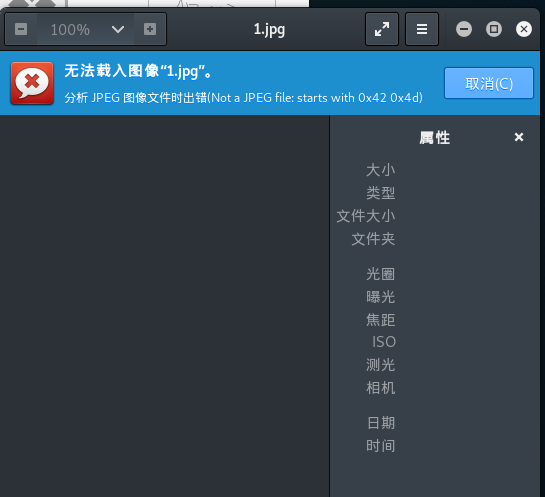 100%
1.jpg
无法载入图像“1.jpg”。
分析 JPEG 图像文件时出错(Not a JPEG file: starts with 0x42 0x4d)
取消(C)
属性
大小
类型
文件大小
文件夹
光圈
曝光
焦距
ISO
测光
相机
日期
时间